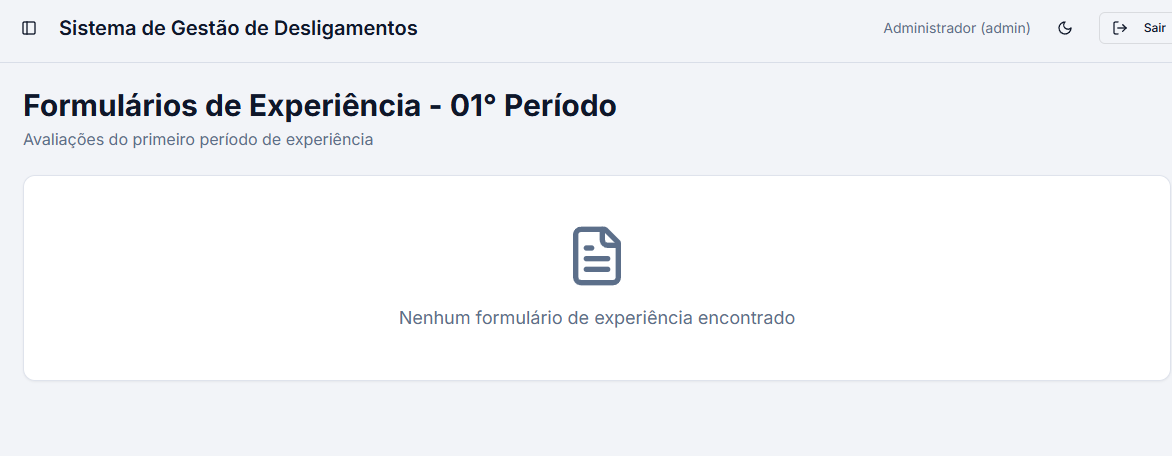 Sistema de Gestão de Desligamentos
Administrador (admin)
Sair
Formulários de Experiência - 01° Período
Avaliações do primeiro período de experiência
Nenhum formulário de experiência encontrado